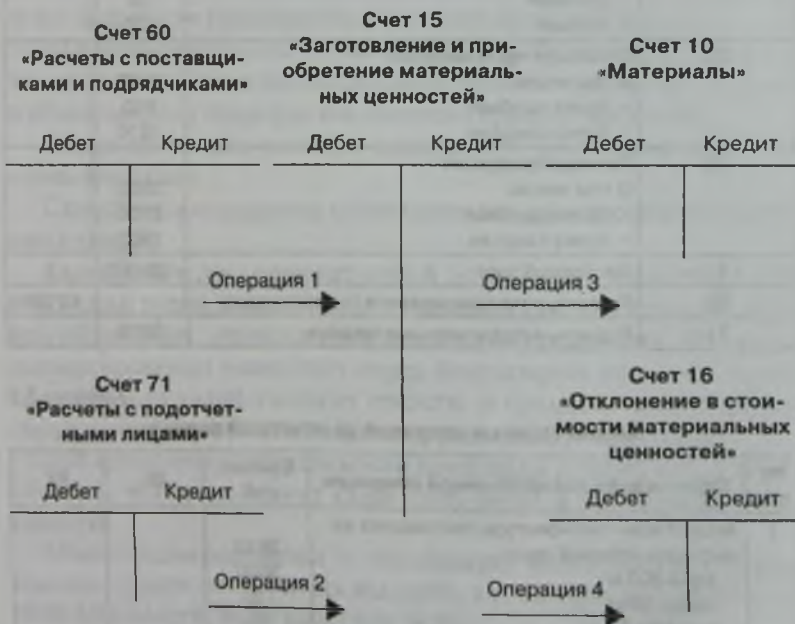 Счет 60
«Расчеты с поставщи-
ками и подрядчиками»
Дебет Кредит
Счет 15
«Заготовление и при-
обретение материаль-
ных ценностей»
Дебет Кредит
Счет 10
«Материалы»
Дебет Кредит
Операция 1
Операция 3
Счет 71
«Расчеты с подотчет-
ными лицами»
Дебет Кредит
Счет 16
«Отклонение в стои-
мости материальных
ценностей»
Дебет Кредит
Операция 2
Операция 4